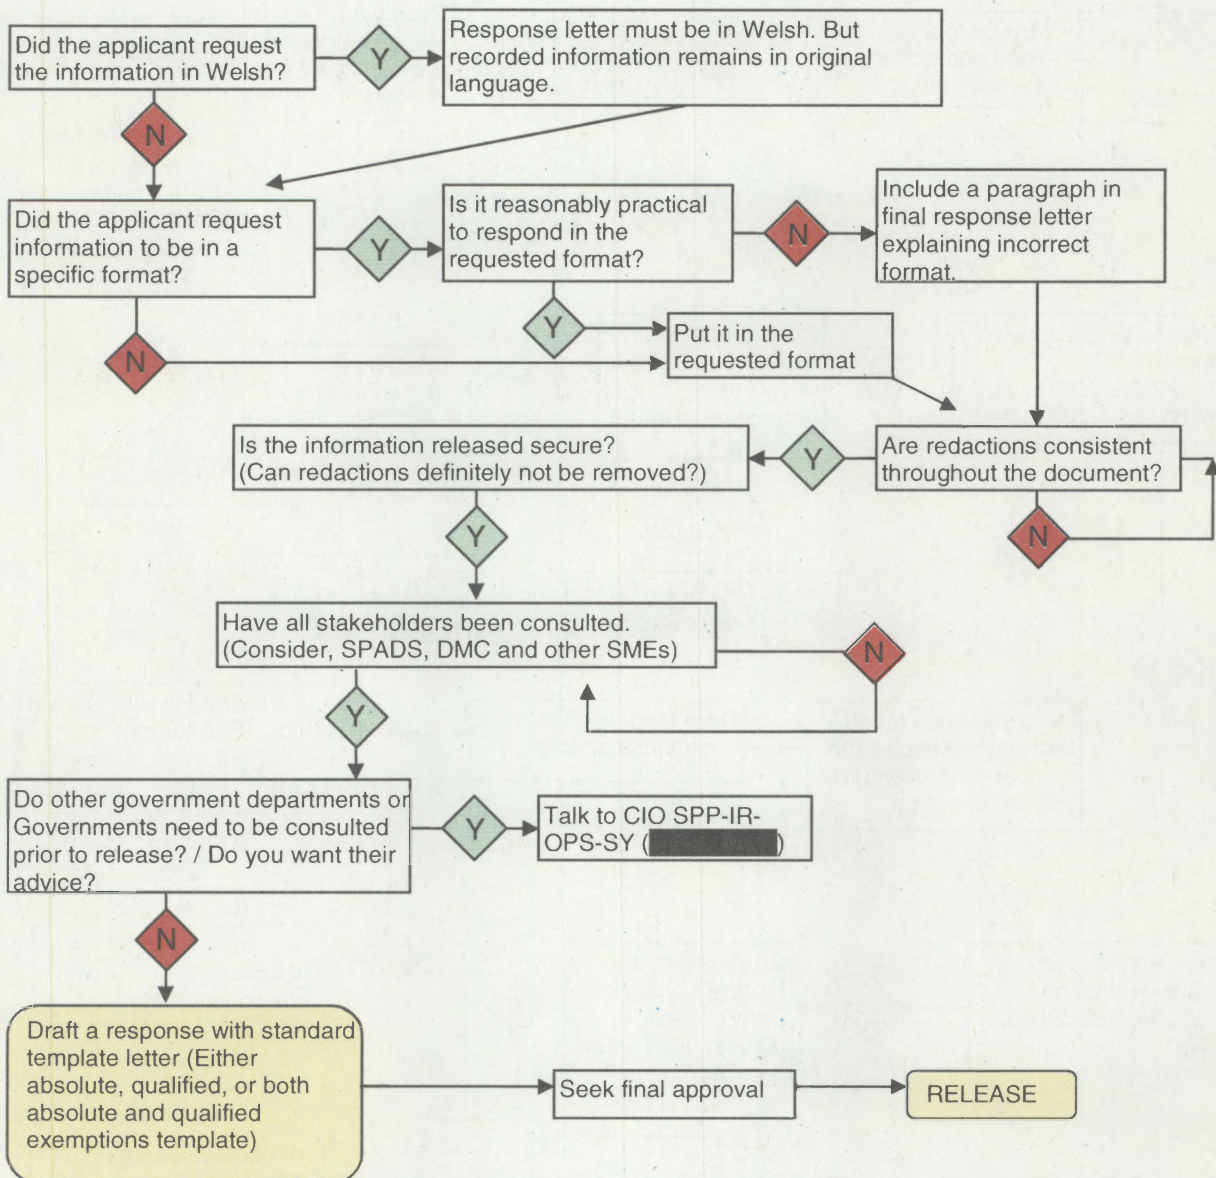 Did the applicant request
the information in Welsh?
Y
Response letter must be in Welsh. But
recorded information remains in original
language.
N
Did the applicant request
information to be in a
specific format?
Y
Is it reasonably practical
to respond in the
requested format?
N
Include a paragraph in
final response letter
explaining incorrect
format.
Y
N
Put it in the
requested format
Is the information released secure?
(Can redactions definitely not be removed?)
Y
Are redactions consistent
throughout the document?
Y
N
Have all stakeholders been consulted.
(Consider, SPADS, DMC and other SMEs)
N
Y
Do other government departments or
Governments need to be consulted
prior to release? / Do you want their
advice?
Y
Talk to CIO SPP-IR-
OPS-SY ( )
N
Draft a response with standard
template letter (Either
absolute, qualified, or both
absolute and qualified
exemptions template)
Seek final approval
RELEASE